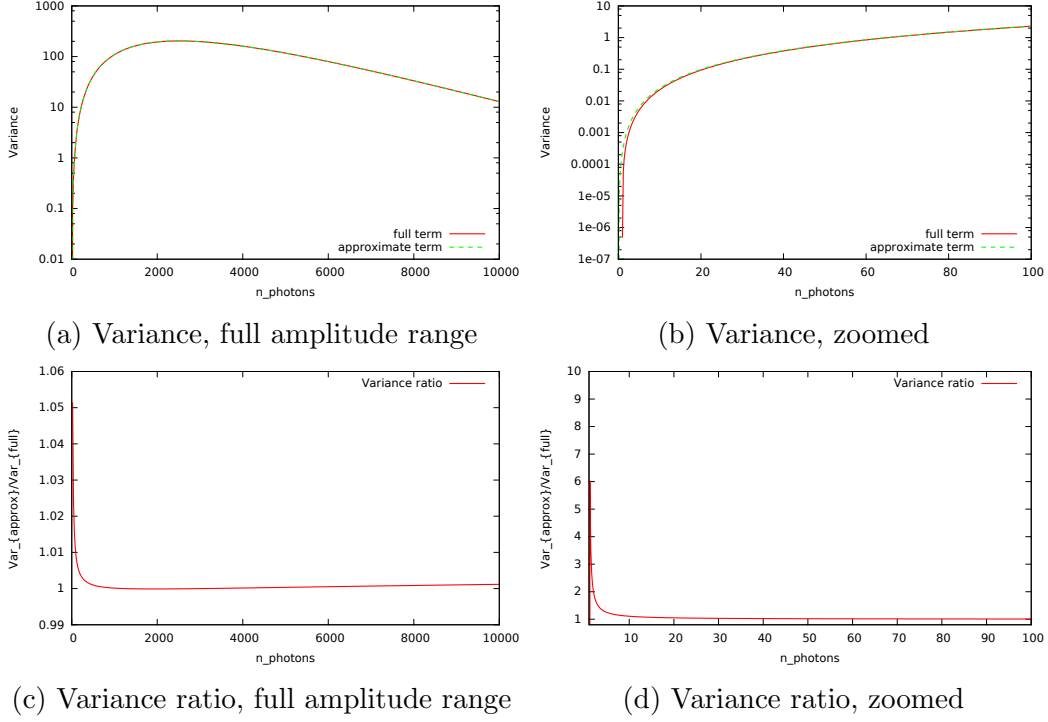 1000
100
10
1
0.1
0.01
Variance
full term
approximate term
0 2000 4000 6000 8000 10000
n_photons
(a) Variance, full amplitude range
10
1
0.1
0.01
0.001
0.0001
1e-05
1e-06
1e-07
Variance
full term
approximate term
0 20 40 60 80 100
n_photons
(b) Variance, zoomed
1.06
1.05
1.04
1.03
1.02
1.01
1
0.99
Var_{approx}/Var_{full}
Variance ratio
0 2000 4000 6000 8000 10000
n_photons
(c) Variance ratio, full amplitude range
10
9
8
7
6
5
4
3
2
1
Var_{approx}/Var_{full}
Variance ratio
10 20 30 40 50 60 70 80 90 100
n_photons
(d) Variance ratio, zoomed